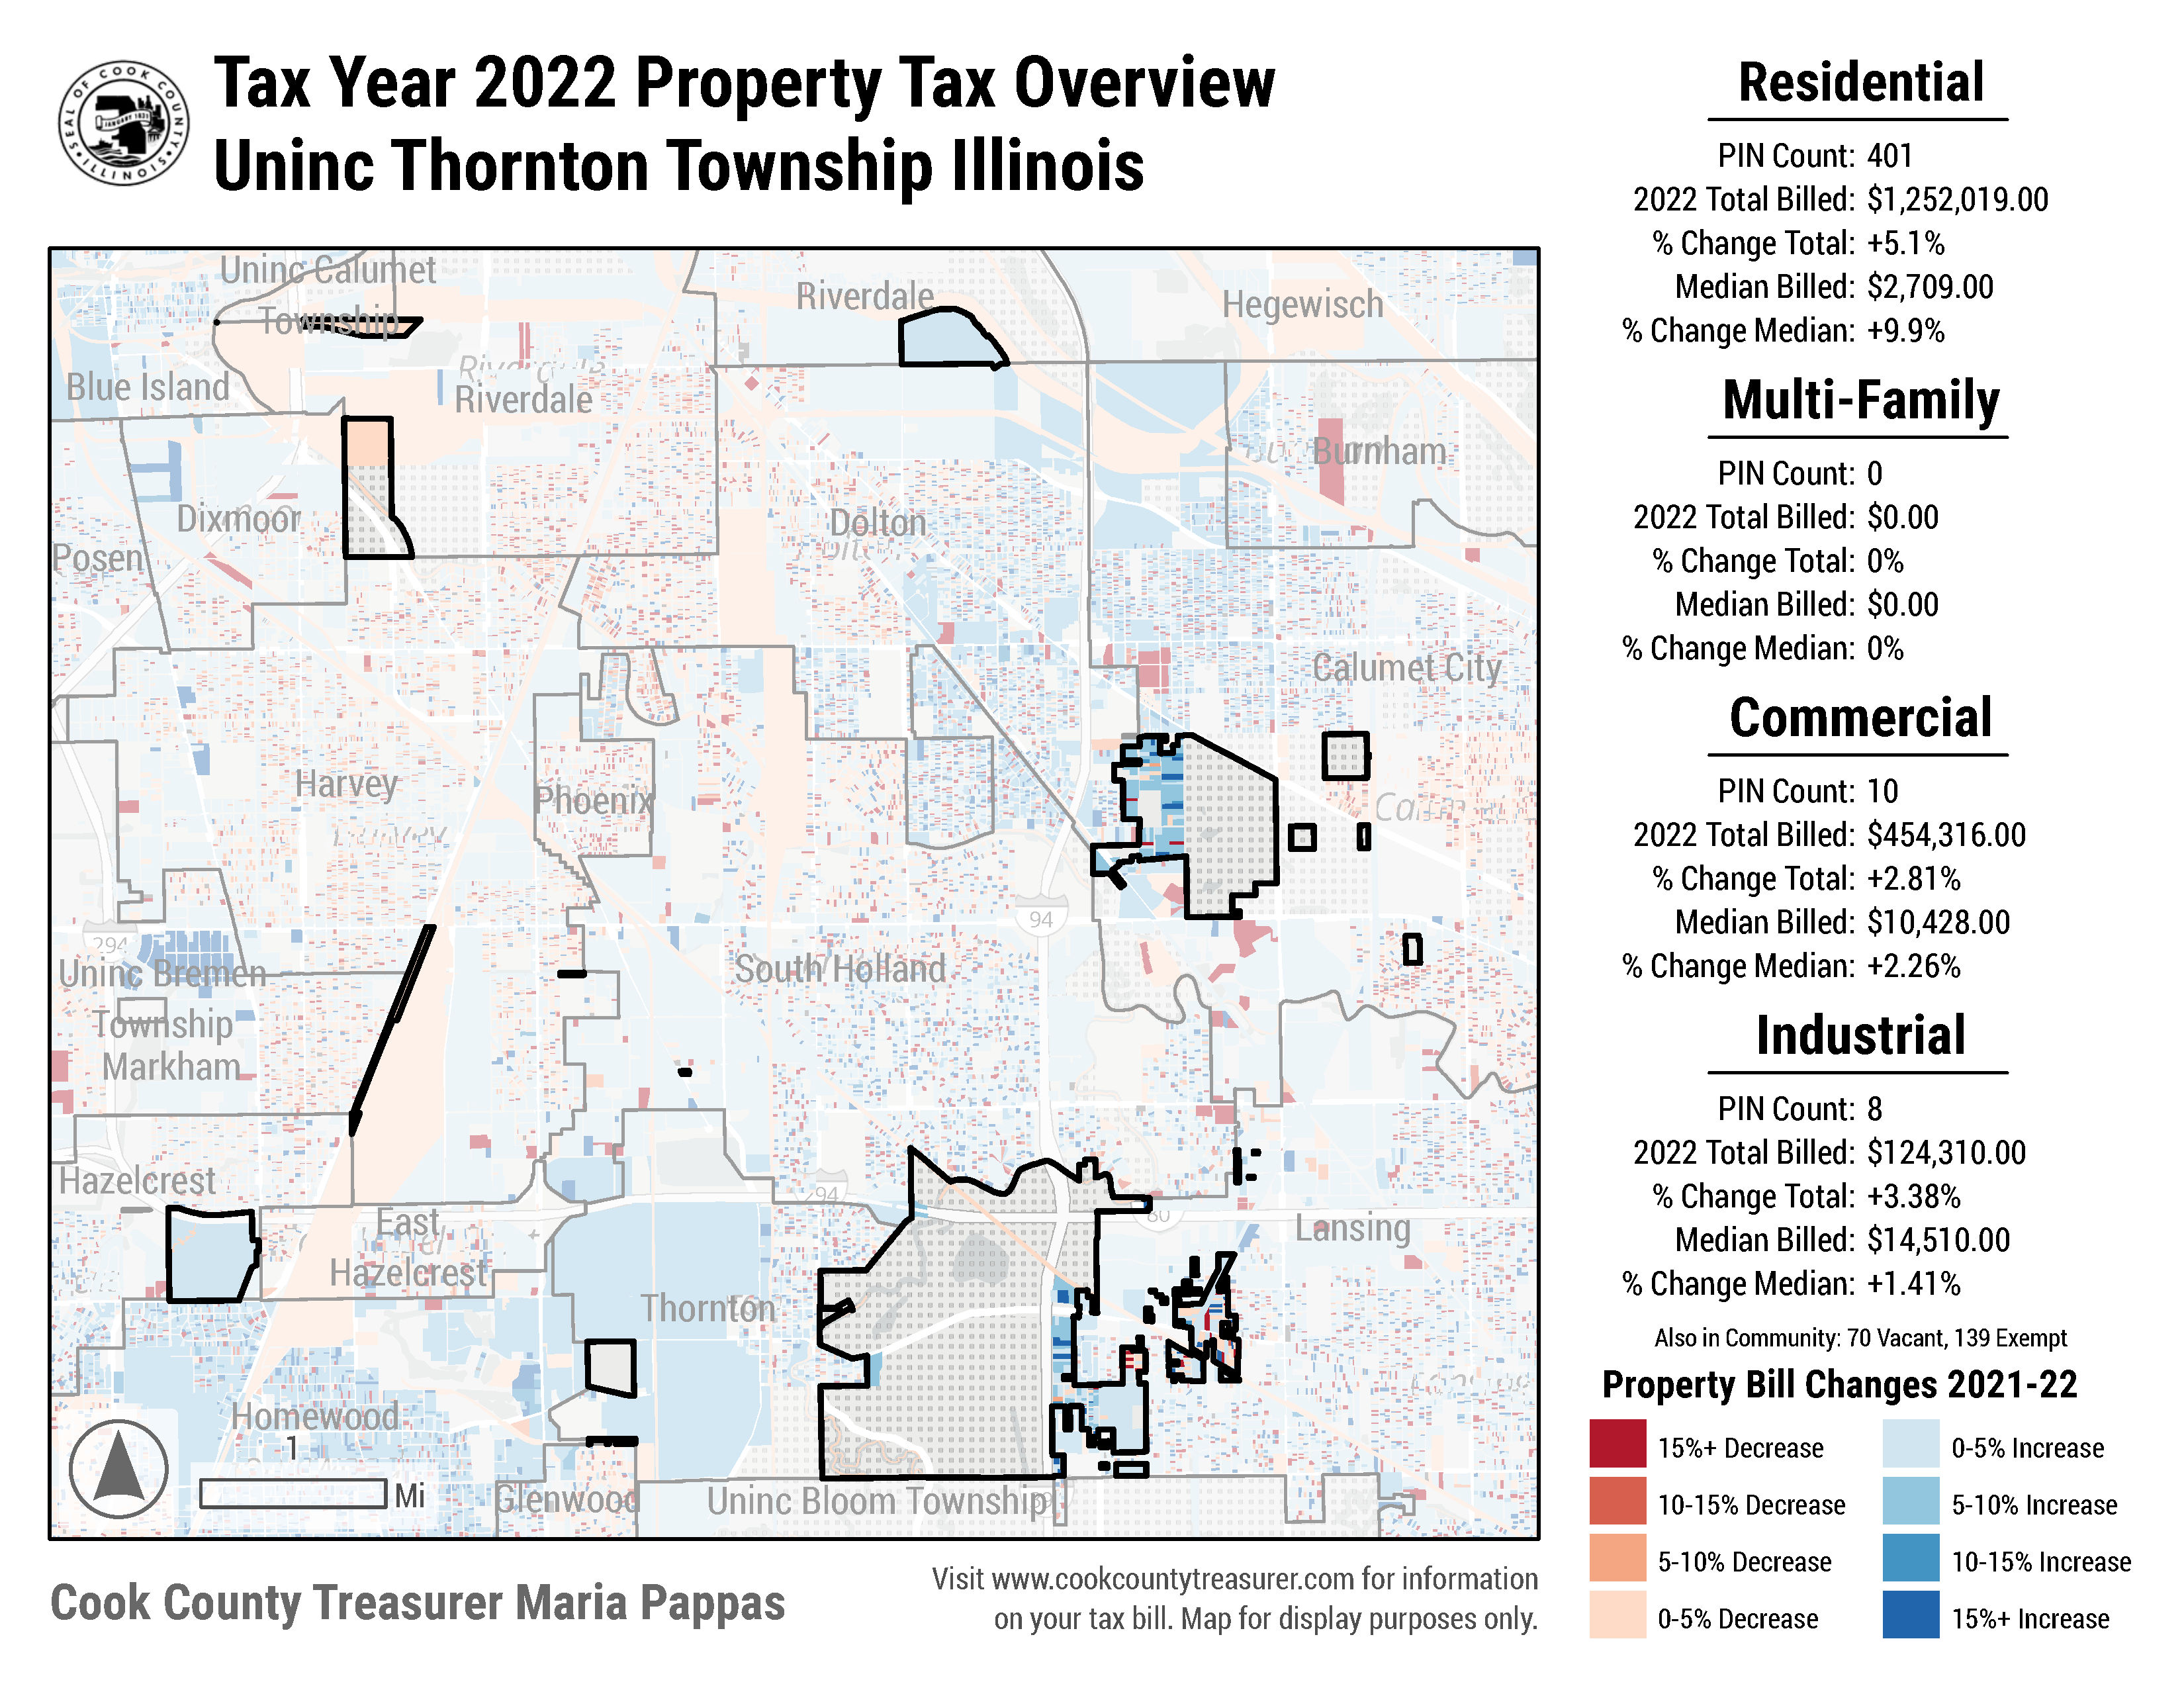 SEAL OF COOK COUNTY ILLINOIS
JANUARY 1831
Tax Year 2022 Property Tax Overview
Uninc Thornton Township Illinois
Uninc Calumet
Township
Riverdale
Hegewisch
Blue Island
Riverdale
Burnham
Dixmoor
Dolton
Posen
Calumet City
Harvey
Phoenix
94
294
Uninc Bremen
Township
South Holland
Markham
Hazelcrest
294
80
East
Hazelcrest
Lansing
Thornton
Homewood
1
Mi
Glenwood
Uninc Bloom Township
Cook County Treasurer Maria Pappas
Visit www.cookcountytreasurer.com for information
on your tax bill. Map for display purposes only.
Residential
PIN Count: 401
2022 Total Billed: $1,252,019.00
% Change Total: +5.1%
Median Billed: $2,709.00
% Change Median: +9.9%
Multi-Family
PIN Count: 0
2022 Total Billed: $0.00
% Change Total: 0%
Median Billed: $0.00
% Change Median: 0%
Commercial
PIN Count: 10
2022 Total Billed: $454,316.00
% Change Total: +2.81%
Median Billed: $10,428.00
% Change Median: +2.26%
Industrial
PIN Count: 8
2022 Total Billed: $124,310.00
% Change Total: +3.38%
Median Billed: $14,510.00
% Change Median: +1.41%
Also in Community: 70 Vacant, 139 Exempt
Property Bill Changes 2021-22
15%+ Decrease
0-5% Increase
10-15% Decrease
5-10% Increase
5-10% Decrease
10-15% Increase
0-5% Decrease
15%+ Increase